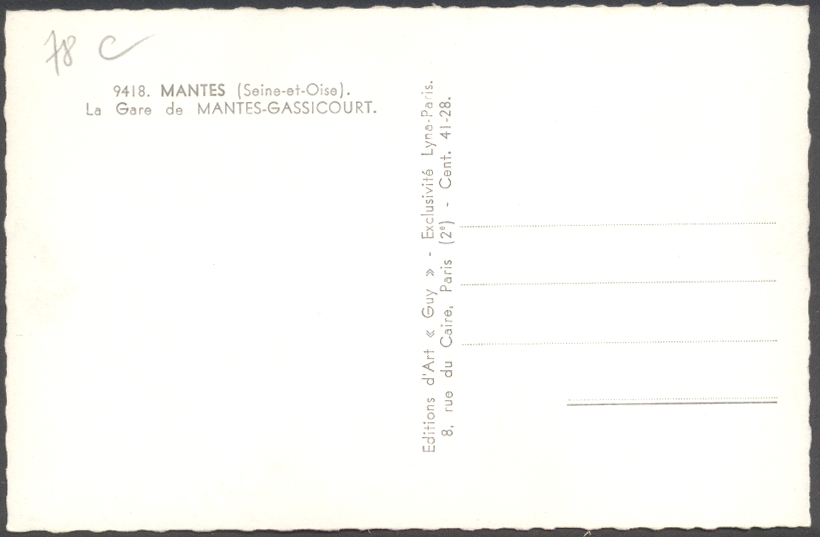 78 C
9418. MANTES (Seine-et-Oise).
La Gare de MANTES-GASSICOURT.
Editions d'Art « Guy » - Exclusivité Lyna-Paris.
8, rue du Caire, Paris (2e) - Cent. 41-28.